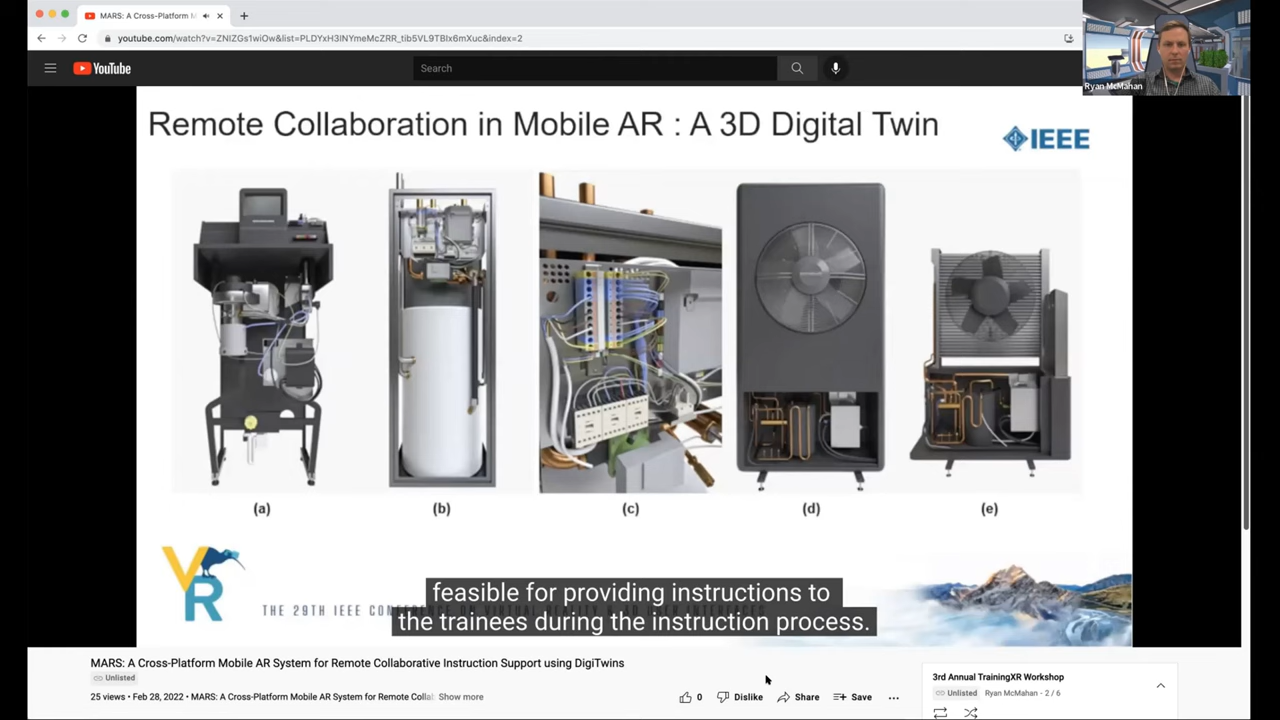 MARS: A Cross-Platform M
youtube.com/watch?v=ZNIZGs1wiOw&list=PLDYxH3INYmeMcZRR_tib5VL9TBIx6mXuc&index=2
YouTube
Search
Ryan McMahan
Remote Collaboration in Mobile AR : A 3D Digital Twin
IEEE
(a)
(b)
(c)
(d)
(e)
VR
THE 29TH IEEE CON
feasible for providing instructions to
the trainees during the instruction process.
MARS: A Cross-Platform Mobile AR System for Remote Collaborative Instruction Support using DigiTwins
Unlisted
25 views • Feb 28, 2022 • MARS: A Cross-Platform Mobile AR System for Remote Colla Show more
0
Dislike
Share
Save
3rd Annual TrainingXR Workshop
Unlisted Ryan McMahan - 2 / 6